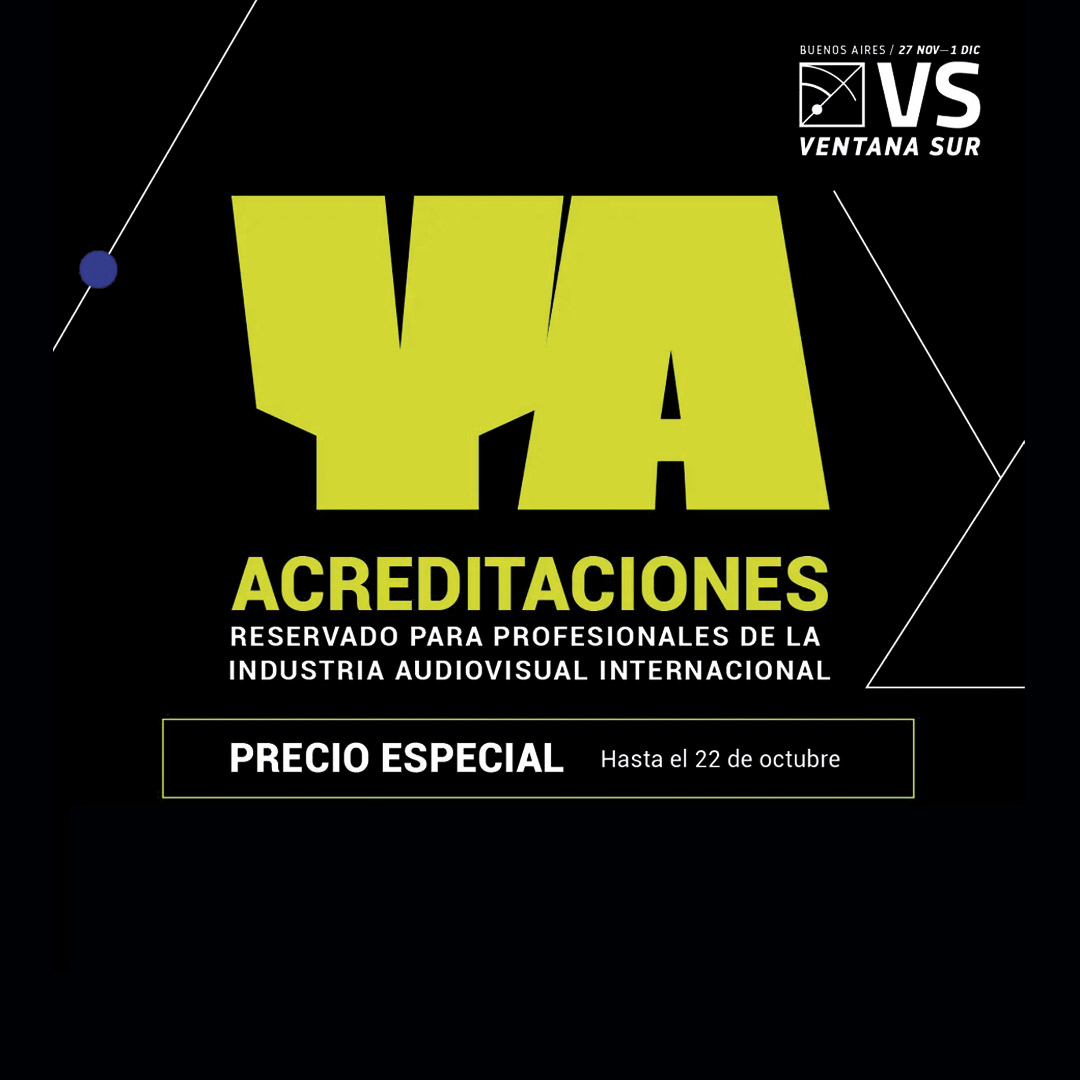 BUENOS AIRES / 27 NOV—1 DIC
VS
VENTANA SUR
YA
ACREDITACIONES
RESERVADO PARA PROFESIONALES DE LA
INDUSTRIA AUDIOVISUAL INTERNACIONAL
PRECIO ESPECIAL Hasta el 22 de octubre